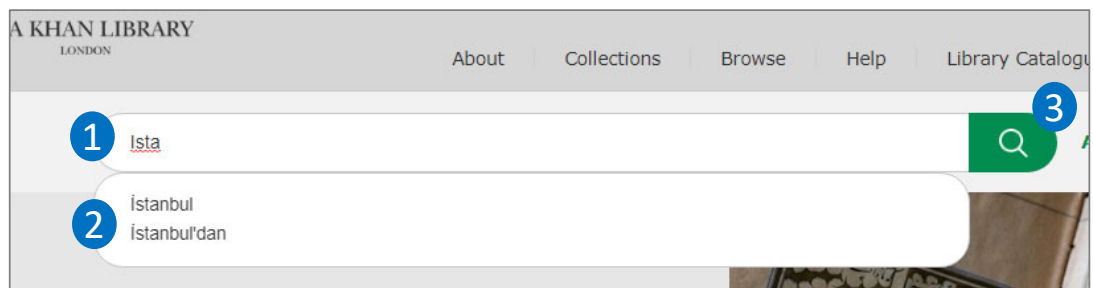 A KHAN LIBRARY
LONDON
About Collections Browse Help Library Catalogu
3
1 Ista
A
2
İstanbul
İstanbul'dan